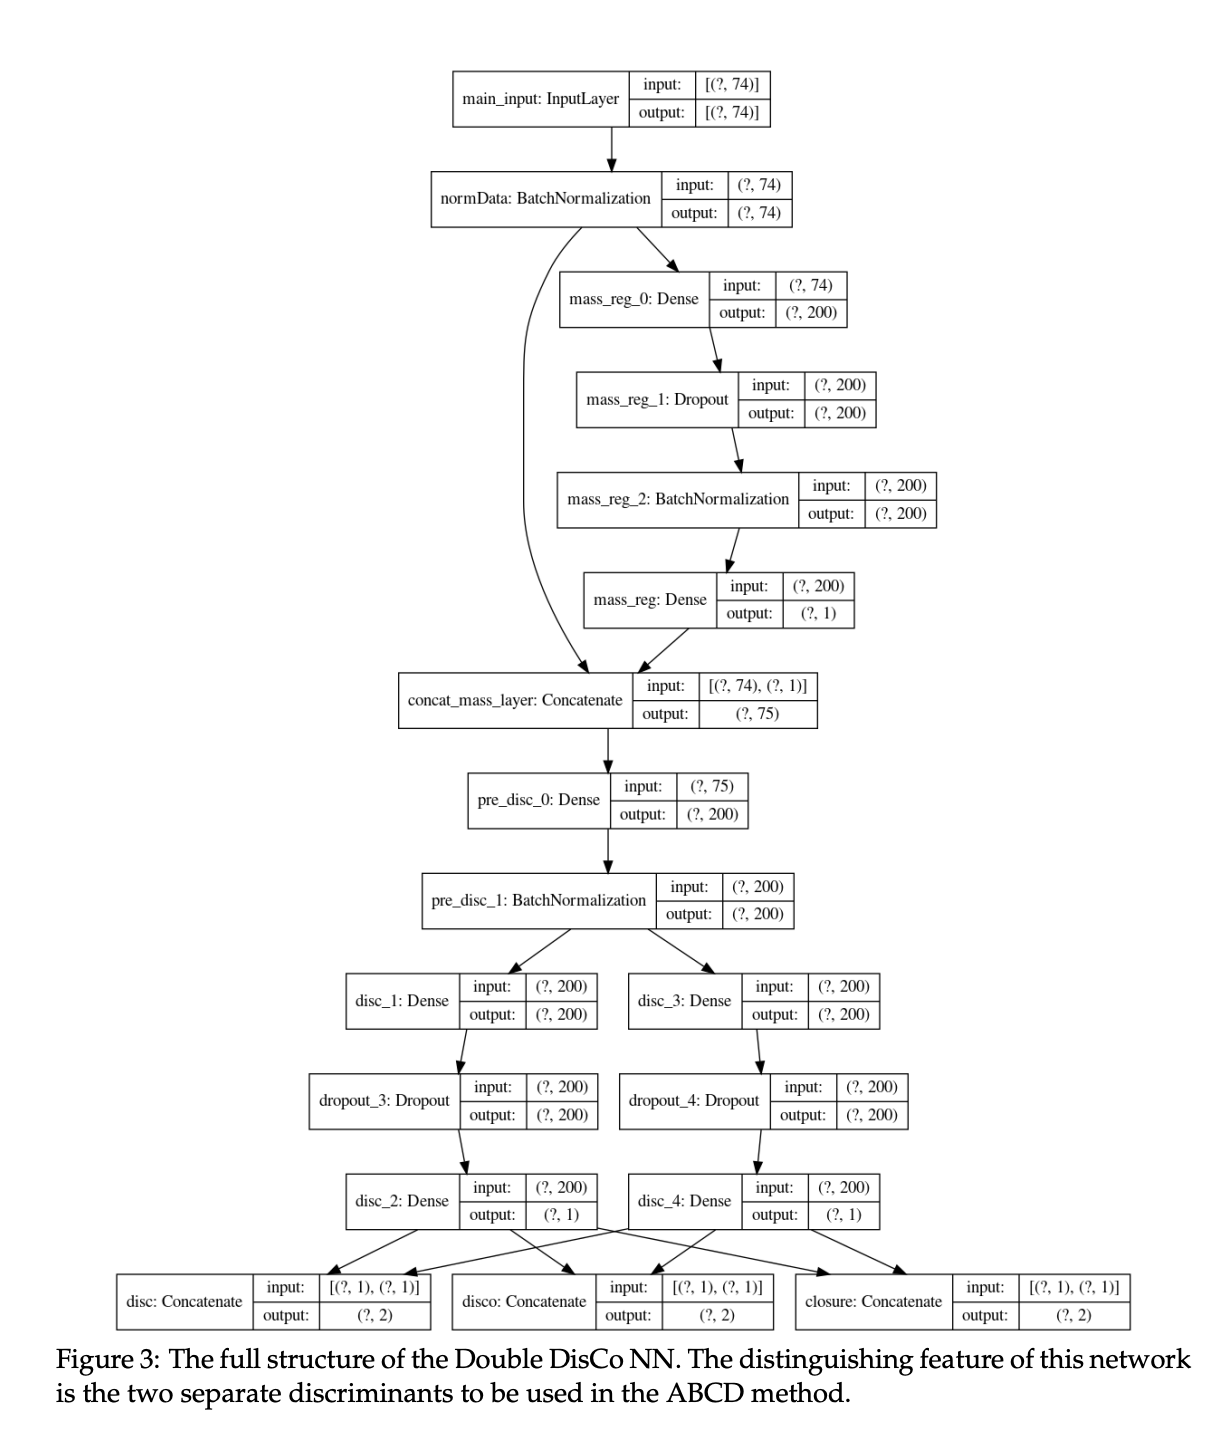 main_input: InputLayer
input: [(?, 74)]
output: [(?, 74)]
normData: BatchNormalization
input: (?, 74)
output: (?, 74)
mass_reg_0: Dense
input: (?, 74)
output: (?, 200)
mass_reg_1: Dropout
input: (?, 200)
output: (?, 200)
mass_reg_2: BatchNormalization
input: (?, 200)
output: (?, 200)
mass_reg: Dense
input: (?, 200)
output: (?, 1)
concat_mass_layer: Concatenate
input: [(?, 74), (?, 1)]
output: (?, 75)
pre_disc_0: Dense
input: (?, 75)
output: (?, 200)
pre_disc_1: BatchNormalization
input: (?, 200)
output: (?, 200)
disc_1: Dense
input: (?, 200)
output: (?, 200)
disc_3: Dense
input: (?, 200)
output: (?, 200)
dropout_3: Dropout
input: (?, 200)
output: (?, 200)
dropout_4: Dropout
input: (?, 200)
output: (?, 200)
disc_2: Dense
input: (?, 200)
output: (?, 1)
disc_4: Dense
input: (?, 200)
output: (?, 1)
disc: Concatenate
input: [(?, 1), (?, 1)]
output: (?, 2)
disco: Concatenate
input: [(?, 1), (?, 1)]
output: (?, 2)
closure: Concatenate
input: [(?, 1), (?, 1)]
output: (?, 2)
Figure 3: The full structure of the Double DisCo NN. The distinguishing feature of this network
is the two separate discriminants to be used in the ABCD method.